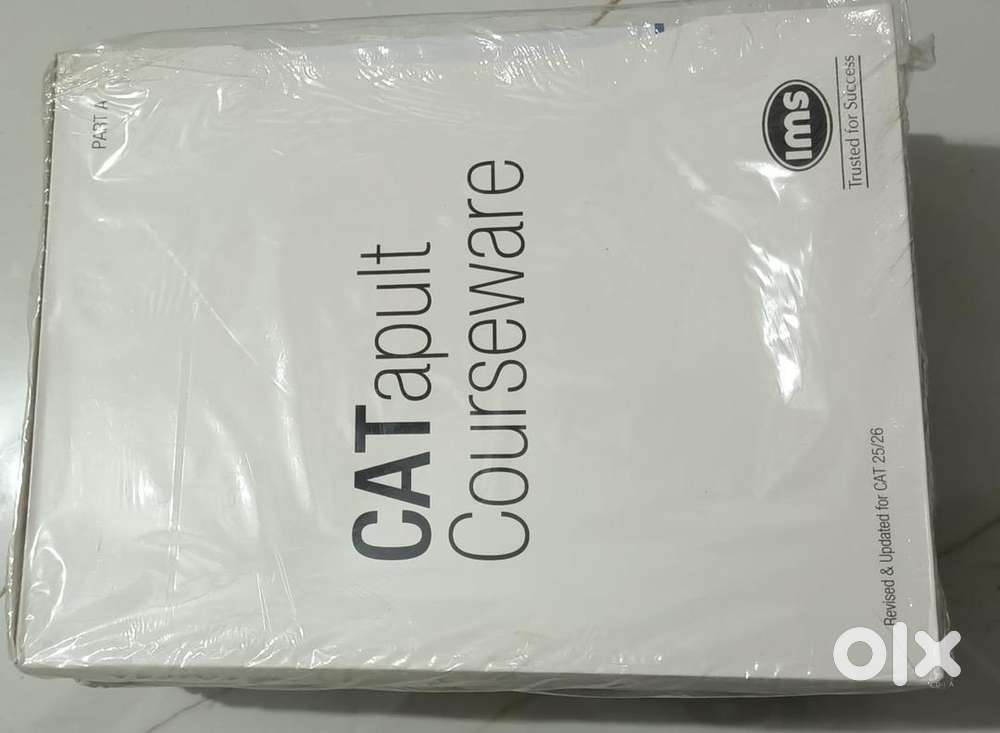 PART A
CATapult
Courseware
ims
Trusted for Success
Revised & Updated for CAT 25/26
olx